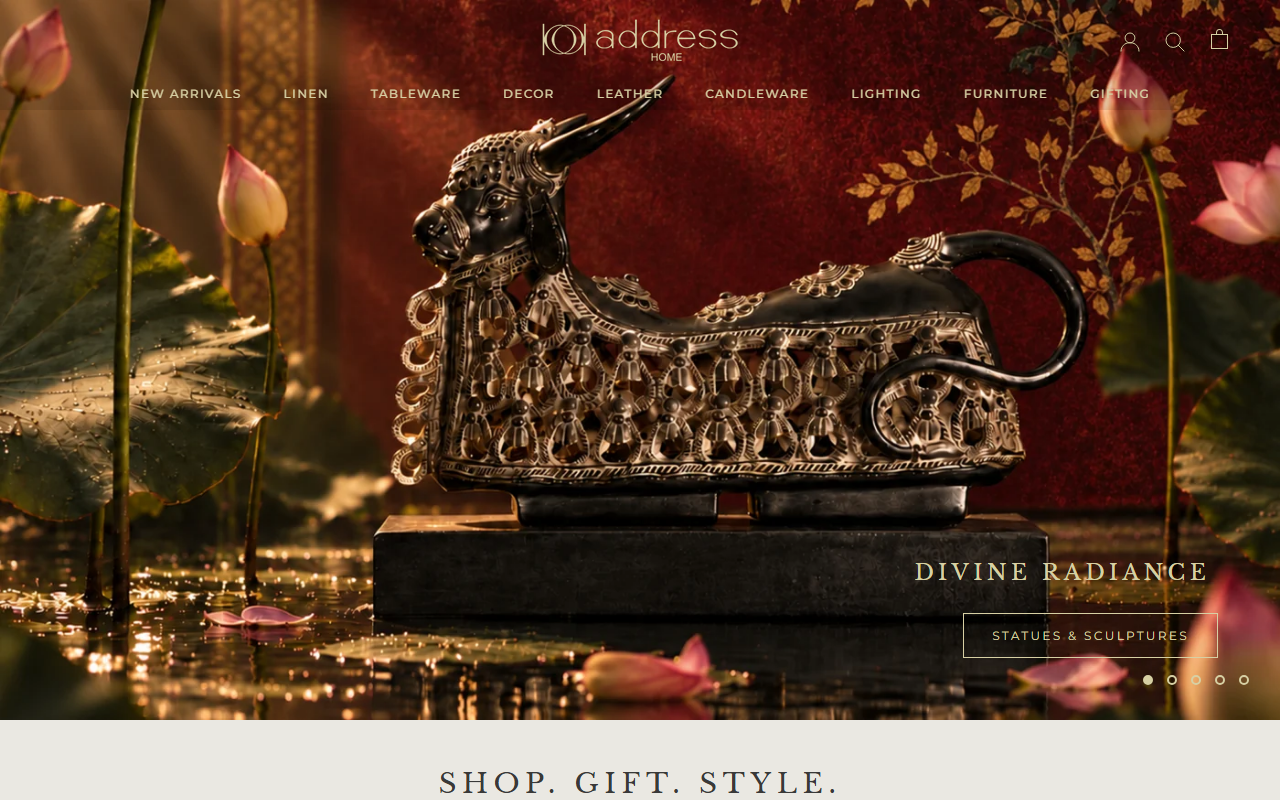 address
HOME
NEW ARRIVALS LINEN TABLEWARE DECOR LEATHER CANDLEWARE LIGHTING FURNITURE GIFTING
DIVINE RADIANCE
STATUES & SCULPTURES
SHOP. GIFT. STYLE.